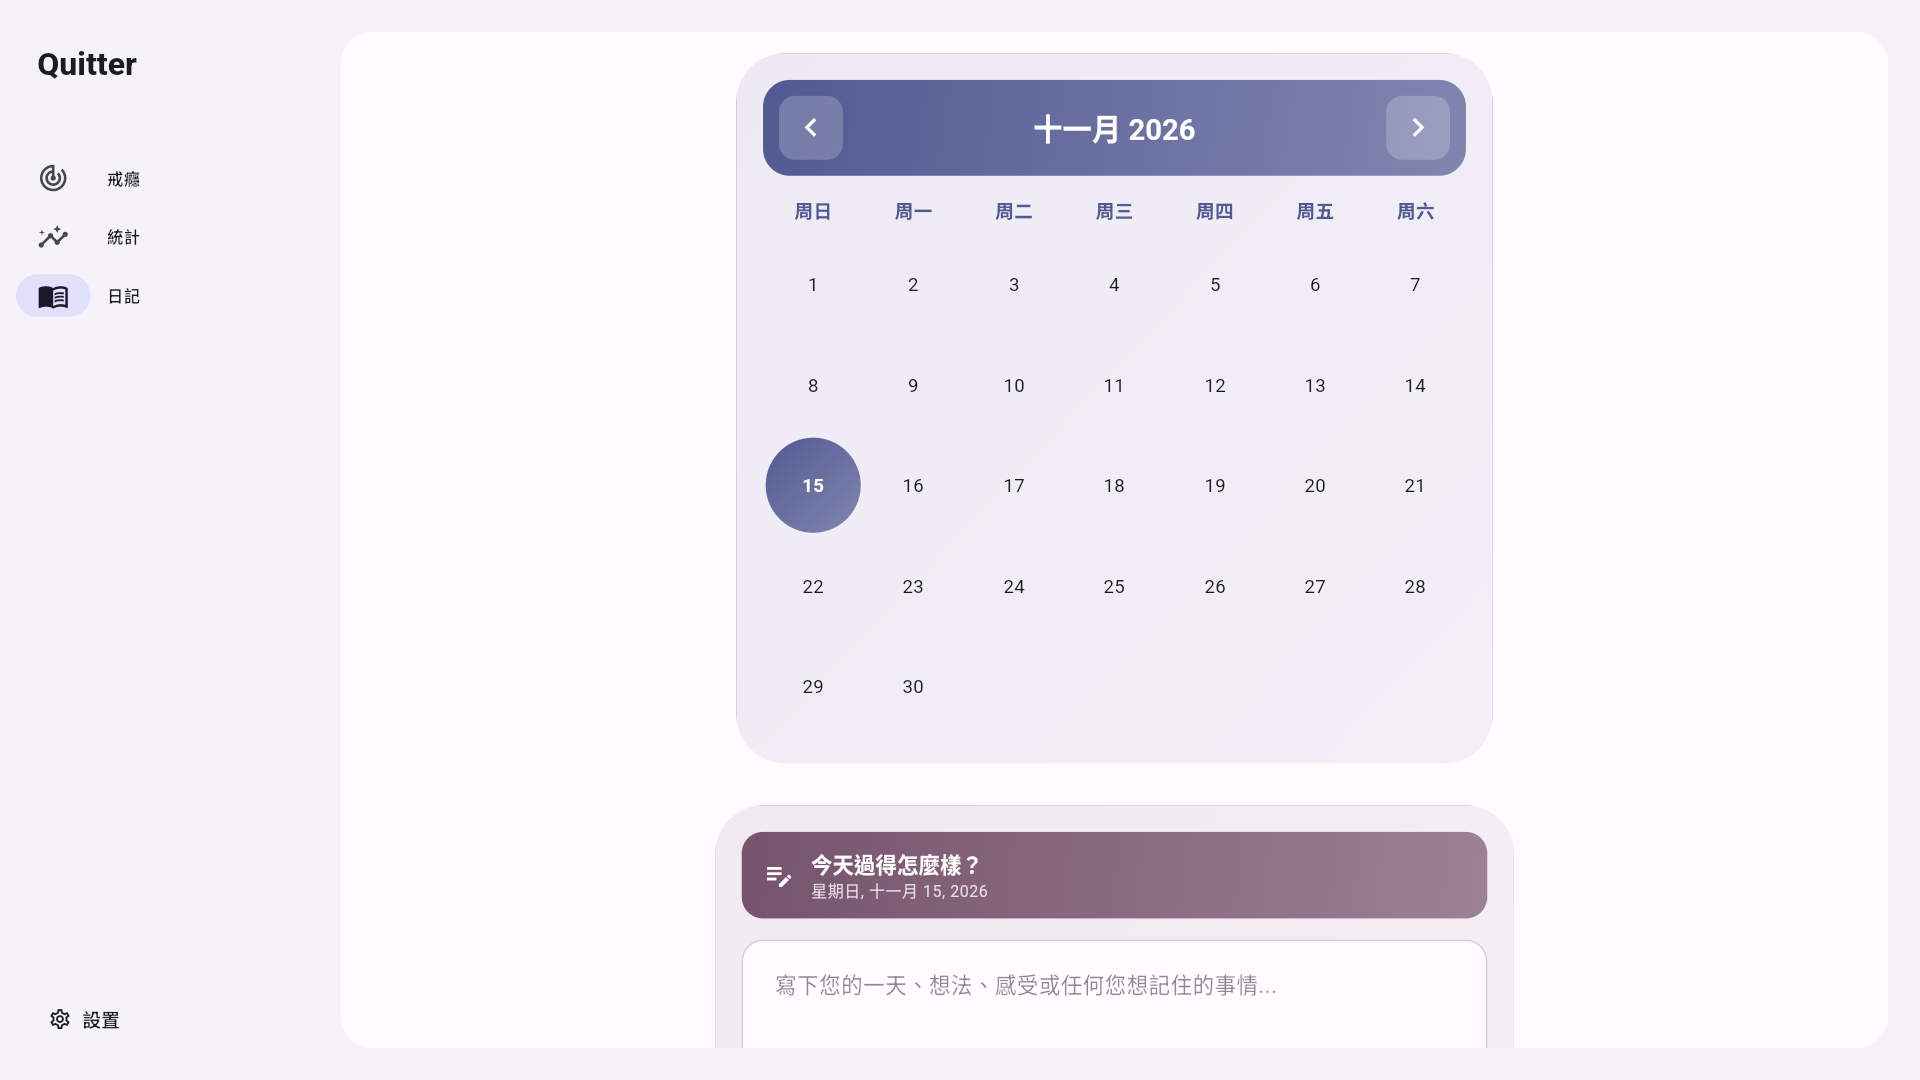 Quitter
戒癮
統計
日記
設置
十一月 2026
周日 周一 周二 周三 周四 周五 周六
1 2 3 4 5 6 7
8 9 10 11 12 13 14
15 16 17 18 19 20 21
22 23 24 25 26 27 28
29 30
今天過得怎麼樣？
星期日, 十一月 15, 2026
寫下您的一天、想法、感受或任何您想記住的事情...